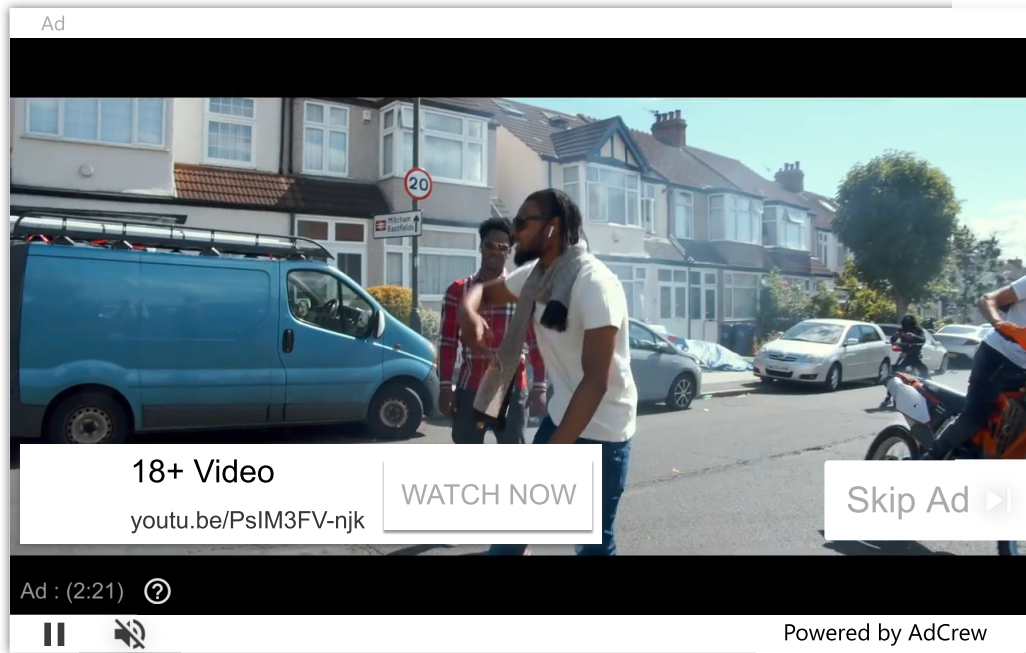 Ad
20
Mitcham
Eastfields
18+ Video
WATCH NOW
youtu.be/PsIM3FV-njk
Skip Ad
Ad : (2:21)
Powered by AdCrew